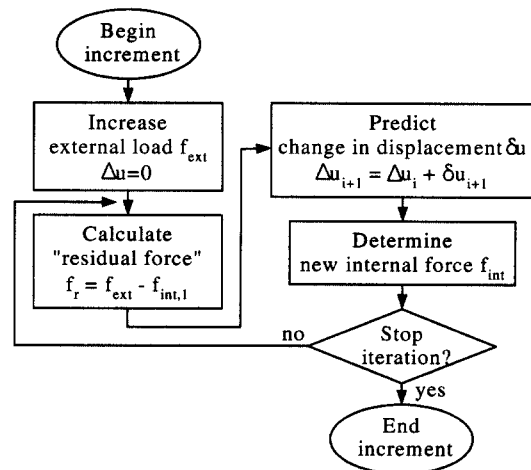 Begin
increment
Increase
external load f_ext
Δu=0
Calculate
"residual force"
f_r = f_ext - f_int,1
Predict
change in displacement δu
Δu_i+1 = Δu_i + δu_i+1
Determine
new internal force f_int
Stop
iteration?
no
yes
End
increment